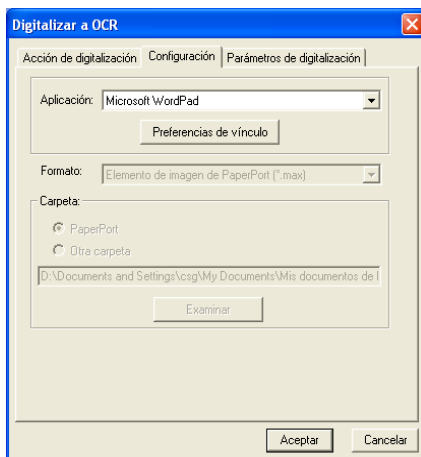 Digitalizar a OCR
Acción de digitalización Configuración Parámetros de digitalización
Aplicación: Microsoft WordPad
Preferencias de vínculo
Formato: Elemento de imagen de PaperPort (*.max)
Carpeta:
PaperPort
Otra carpeta
D:\Documents and Settings\csg\My Documents\Mis documentos de
Examinar
Aceptar Cancelar